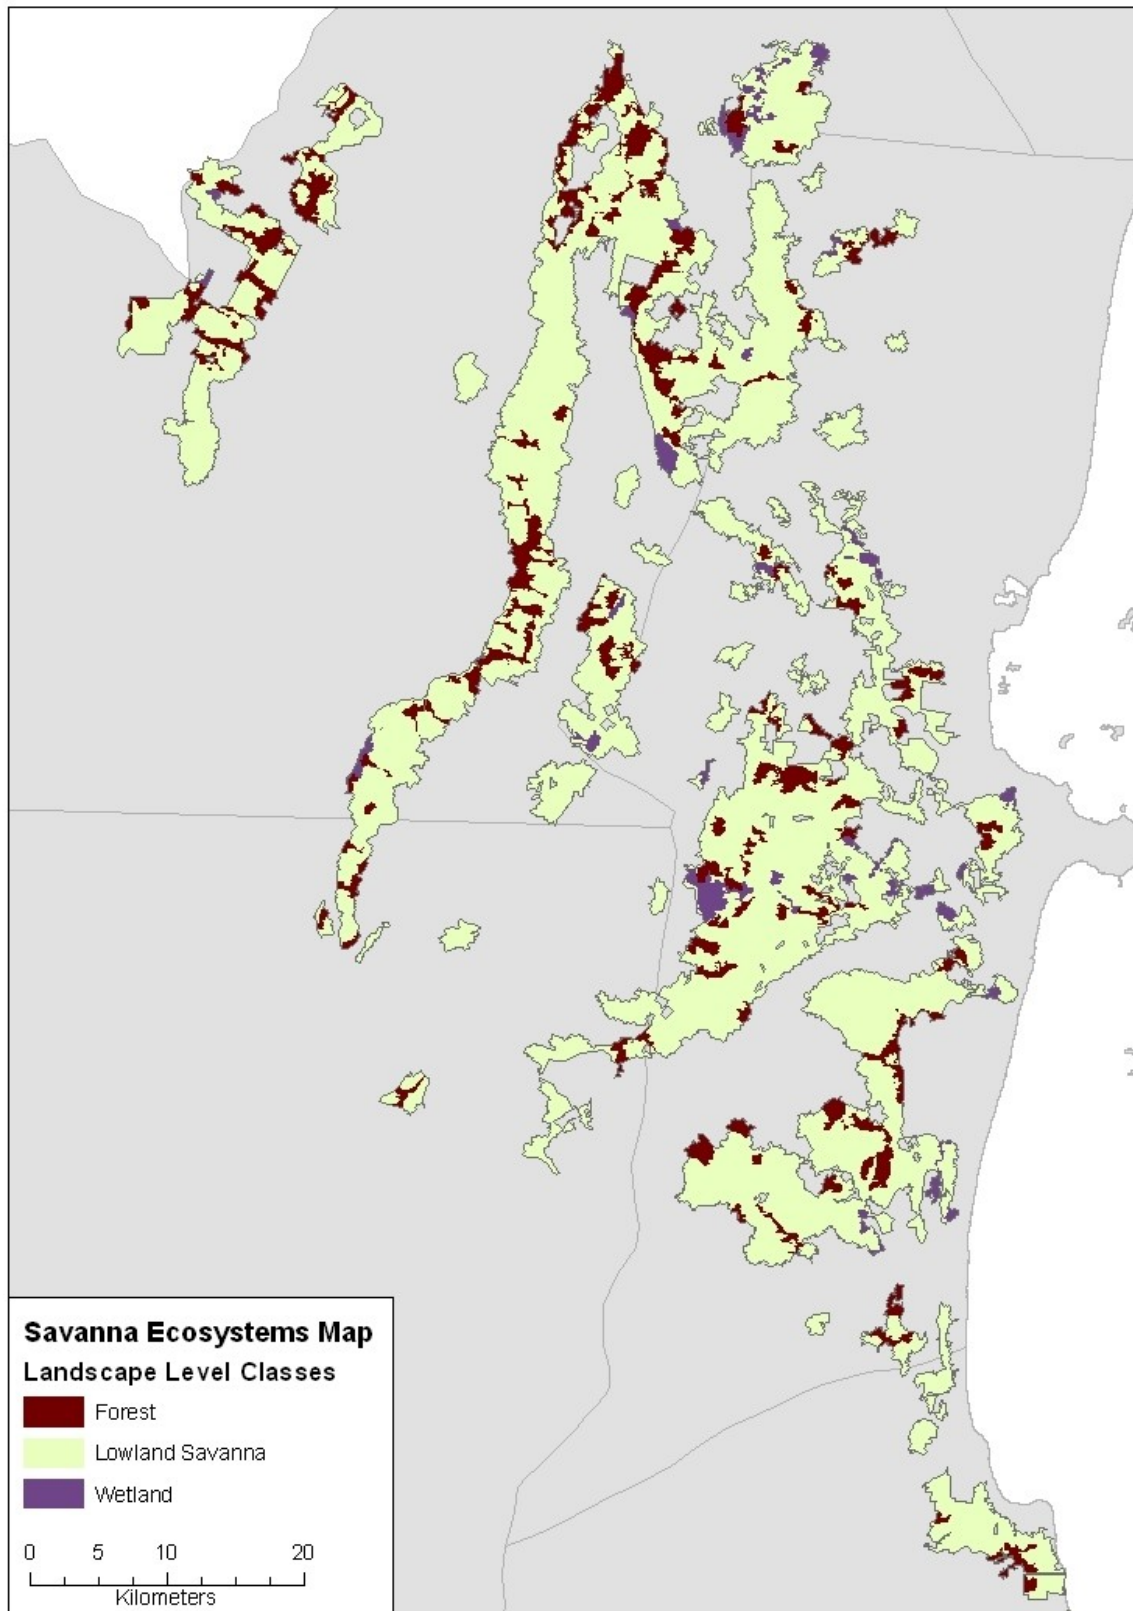 Savanna Ecosystems Map
Landscape Level Classes
Forest
Lowland Savanna
Wetland
0 5 10 20
Kilometers